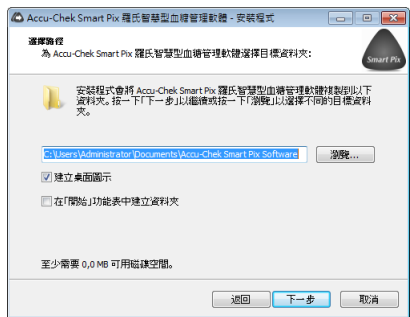 Accu-Chek Smart Pix 羅氏智慧型血糖管理軟體 - 安裝程式
選擇路徑
為 Accu-Chek Smart Pix 羅氏智慧型血糖管理軟體選擇目標資料夾:
Smart Pix
安裝程式會將 Accu-Chek Smart Pix 羅氏智慧型血糖管理軟體複製到以下
資料夾。按一下「下一步」以繼續或按一下「瀏覽」以選擇不同的目標資料
夾。
C:\Users\Administrator\Documents\Accu-Chek Smart Pix Software
瀏覽...
建立桌面圖示
在「開始」功能表中建立資料夾
至少需要 0,0 MB 可用磁碟空間。
返回
下一步
取消